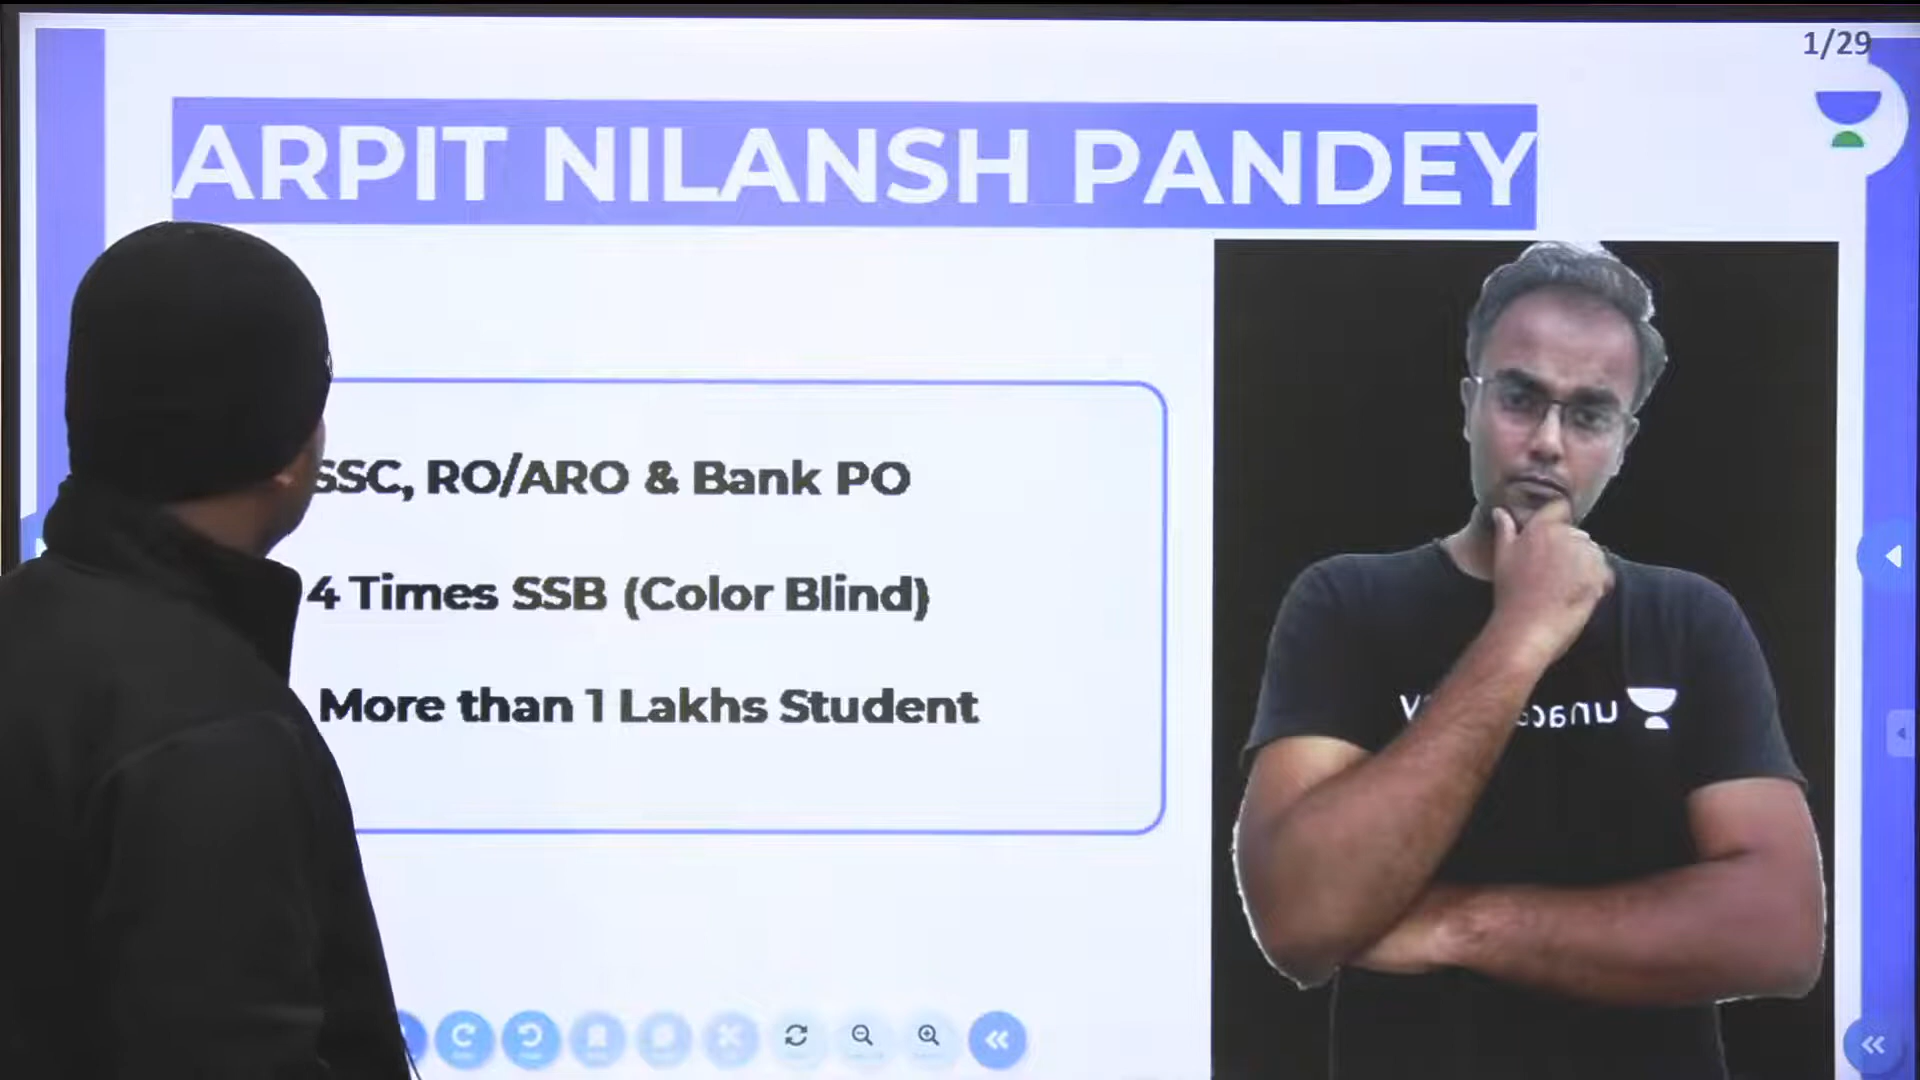 1/29
ARPIT NILANSH PANDEY
SSC, RO/ARO & Bank PO
4 Times SSB (Color Blind)
More than 1 Lakhs Student